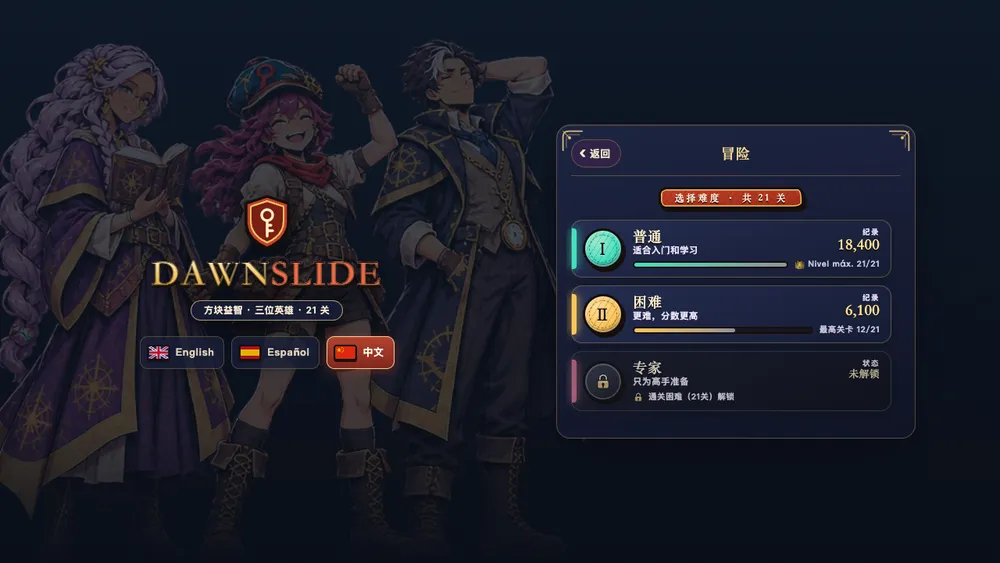 DAWNSLIDE
方块益智 · 三位英雄 · 21 关
English
Español
中文
返回
冒险
选择难度 · 共 21 关
I
普通
适合入门和学习
纪录
18,400
Nivel máx. 21/21
II
困难
更难，分数更高
纪录
6,100
最高关卡 12/21
专家
只为高手准备
通关困难（21关）解锁
状态
未解锁